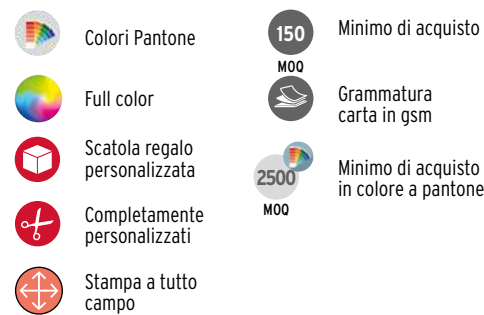 Colori Pantone
Full color
Scatola regalo
personalizzata
Completamente
personalizzati
Stampa a tutto
campo
150
MOQ
Minimo di acquisto
Grammatura
carta in gsm
2500
MOQ
Minimo di acquisto
in colore a pantone